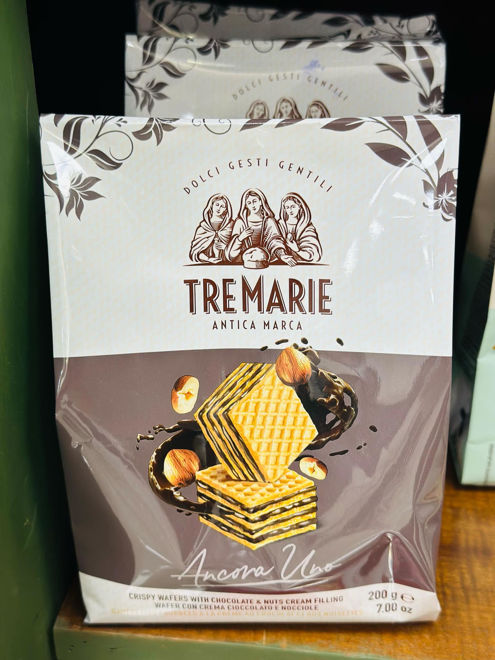 DOLCI GESTI GENTILI
DOLCI GESTI GENTILI
TRE MARIE
ANTICA MARCA
Ancora Uno
CRISPY WAFERS WITH CHOCOLATE & NUTS CREAM FILLING
WAFER CON CREMA CIOCCOLATO E NOCCIOLE
200 g ℮
7.00 oz